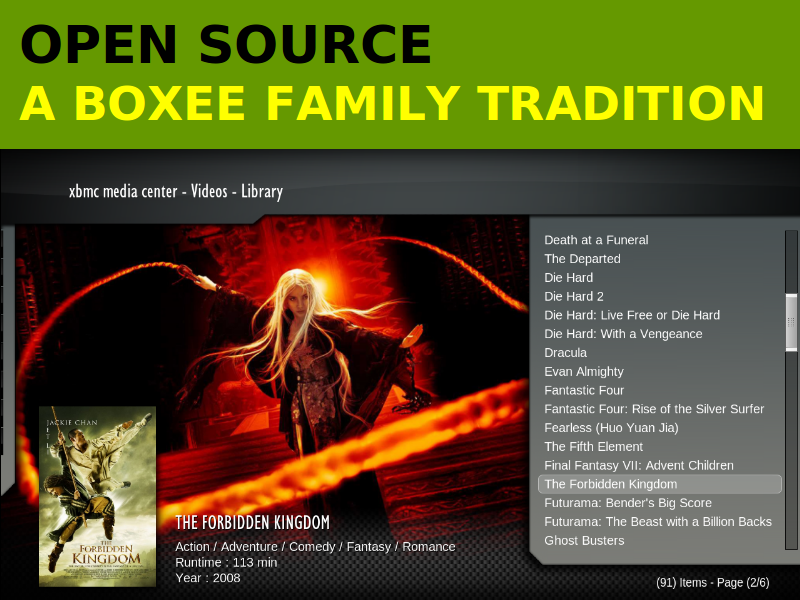 OPEN SOURCE
A BOXEE FAMILY TRADITION
xbmc media center - Videos - Library
Death at a Funeral
The Departed
Die Hard
Die Hard 2
Die Hard: Live Free or Die Hard
Die Hard: With a Vengeance
Dracula
Evan Almighty
Fantastic Four
Fantastic Four: Rise of the Silver Surfer
Fearless (Huo Yuan Jia)
The Fifth Element
Final Fantasy VII: Advent Children
The Forbidden Kingdom
Futurama: Bender's Big Score
Futurama: The Beast with a Billion Backs
Ghost Busters
JACKIE CHAN
JET LI
THE
FORBIDDEN
KINGDOM
THE FORBIDDEN KINGDOM
Action / Adventure / Comedy / Fantasy / Romance
Runtime : 113 min
Year : 2008
(91) Items - Page (2/6)